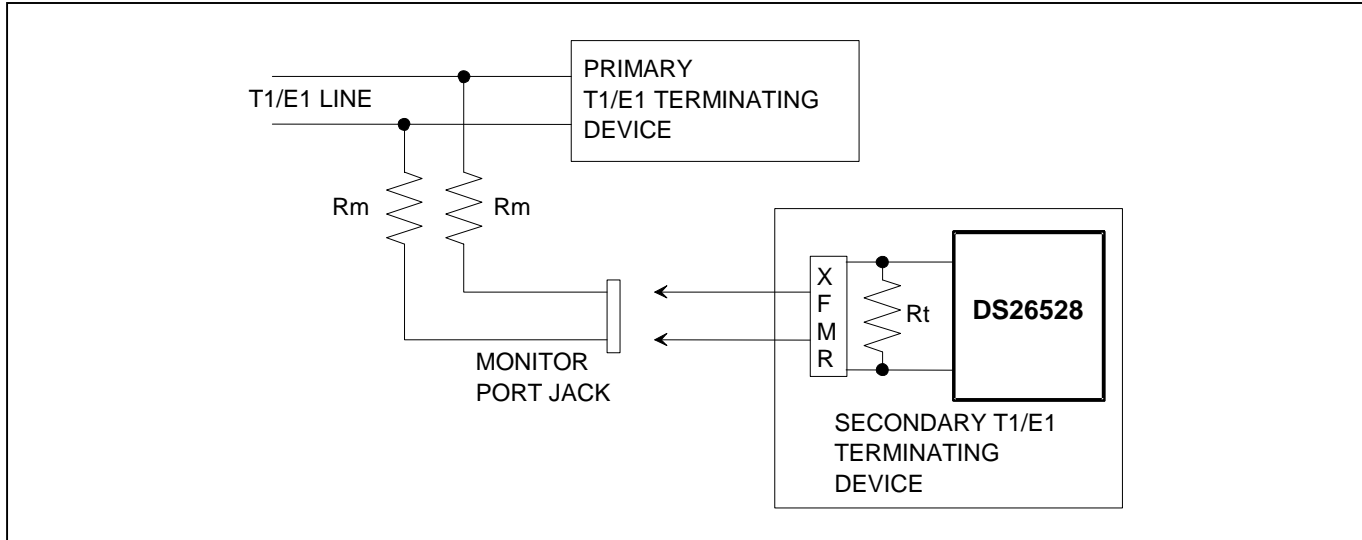 PRIMARY
T1/E1 TERMINATING
DEVICE
T1/E1 LINE
Rm
Rm
MONITOR
PORT JACK
X
F
M
R
Rt
DS26528
SECONDARY T1/E1
TERMINATING
DEVICE